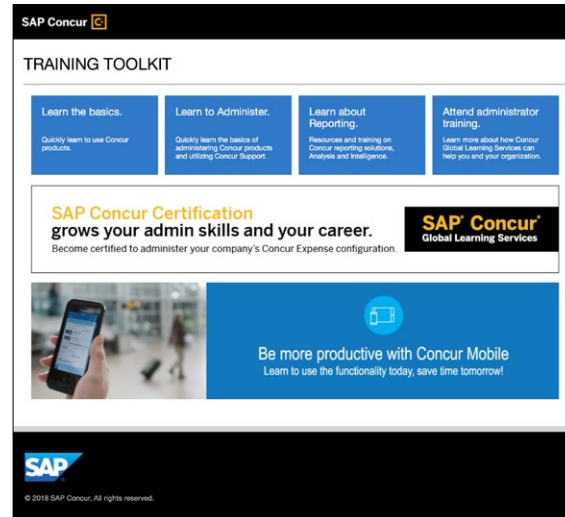 SAP Concur C
TRAINING TOOLKIT
Learn the basics.
Quickly learn to use Concur
products.
Learn to Administer.
Quickly learn the basics of
administering Concur products
and utilizing Concur Support.
Learn about
Reporting.
Resources and training on
Concur reporting solutions,
Analysis and Intelligence.
Attend administrator
training.
Learn more about how Concur
Global Learning Services can
help you and your organization.
SAP Concur Certification
grows your admin skills and your career.
Become certified to administer your company's Concur Expense configuration.
SAP® Concur®
Global Learning Services
Be more productive with Concur Mobile
Learn to use the functionality today, save time tomorrow!
SAP
© 2018 SAP Concur, All rights reserved.